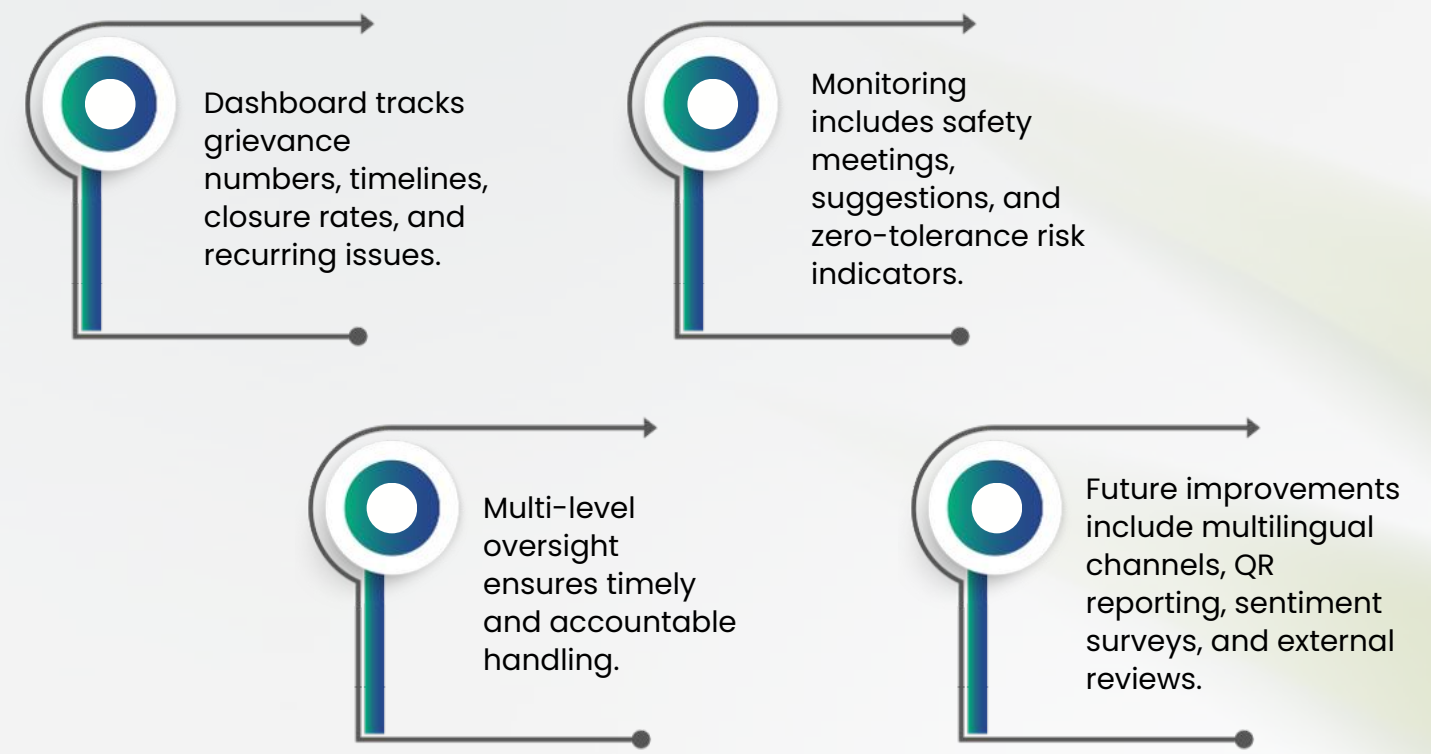 Dashboard tracks
grievance
numbers, timelines,
closure rates, and
recurring issues.
Monitoring
includes safety
meetings,
suggestions, and
zero-tolerance risk
indicators.
Multi-level
oversight
ensures timely
and accountable
handling.
Future improvements
include multilingual
channels, QR
reporting, sentiment
surveys, and external
reviews.